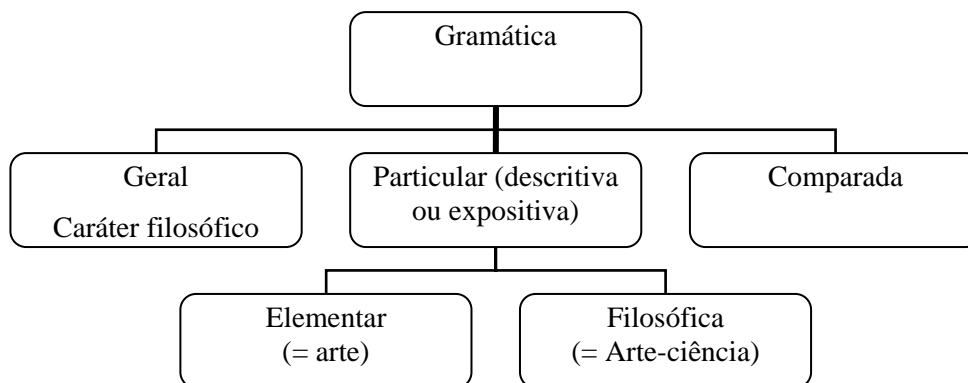 Gramática
Geral
Caráter filosófico
Particular (descritiva
ou expositiva)
Comparada
Elementar
(= arte)
Filosófica
(= Arte-ciência)